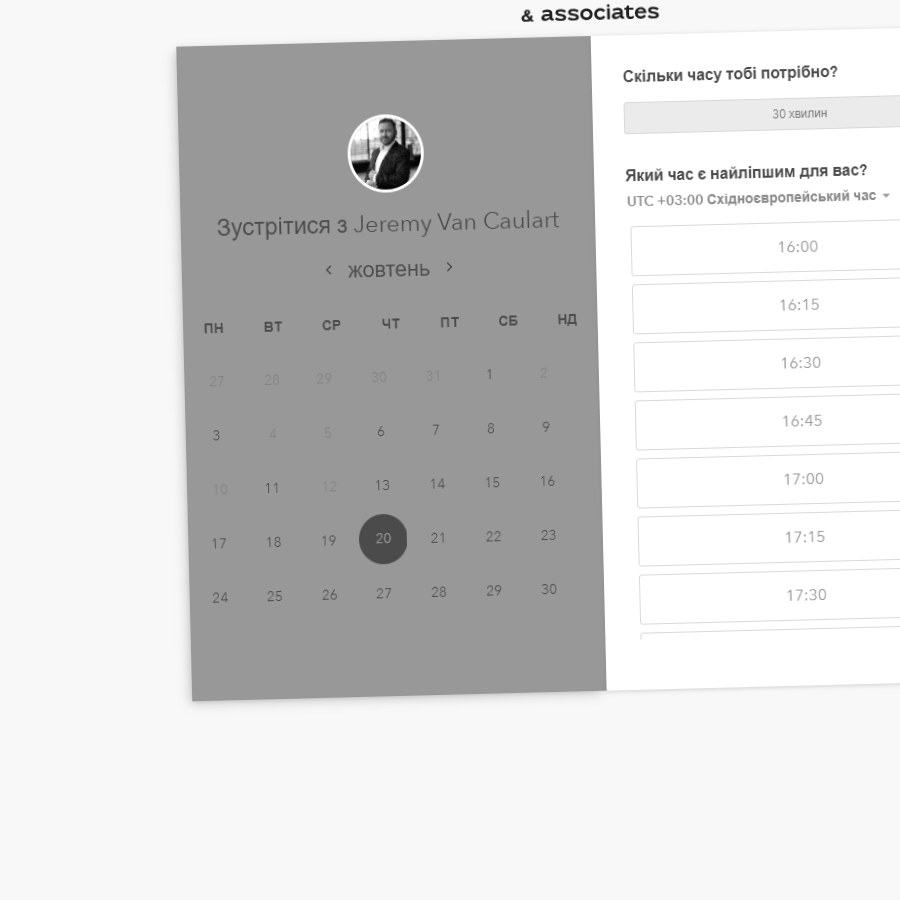 & associates
Зустрітися з Jeremy Van Caulart
жовтень
ПН ВТ СР ЧТ ПТ СБ НД
27 28 29 30 31 1 2
3 4 5 6 7 8 9
10 11 12 13 14 15 16
17 18 19 20 21 22 23
24 25 26 27 28 29 30
Скільки часу тобі потрібно?
30 хвилин
Який час є найліпшим для вас?
UTC +03:00 Східноєвропейський час
16:00
16:15
16:30
16:45
17:00
17:15
17:30